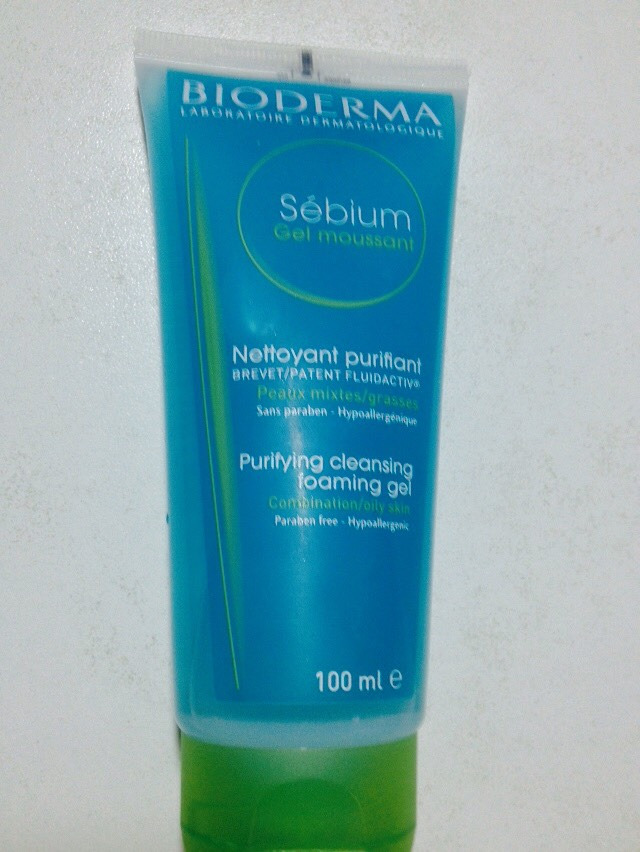 BIODERMA
LABORATOIRE DERMATOLOGIQUE
Sébium
Gel moussant
Nettoyant purifiant
BREVET/PATENT FLUIDACTIV®
Peaux mixtes/grasses
Sans paraben - Hypoallergénique
Purifying cleansing
foaming gel
Combination/oily skin
Paraben free - Hypoallergenic
100 ml e